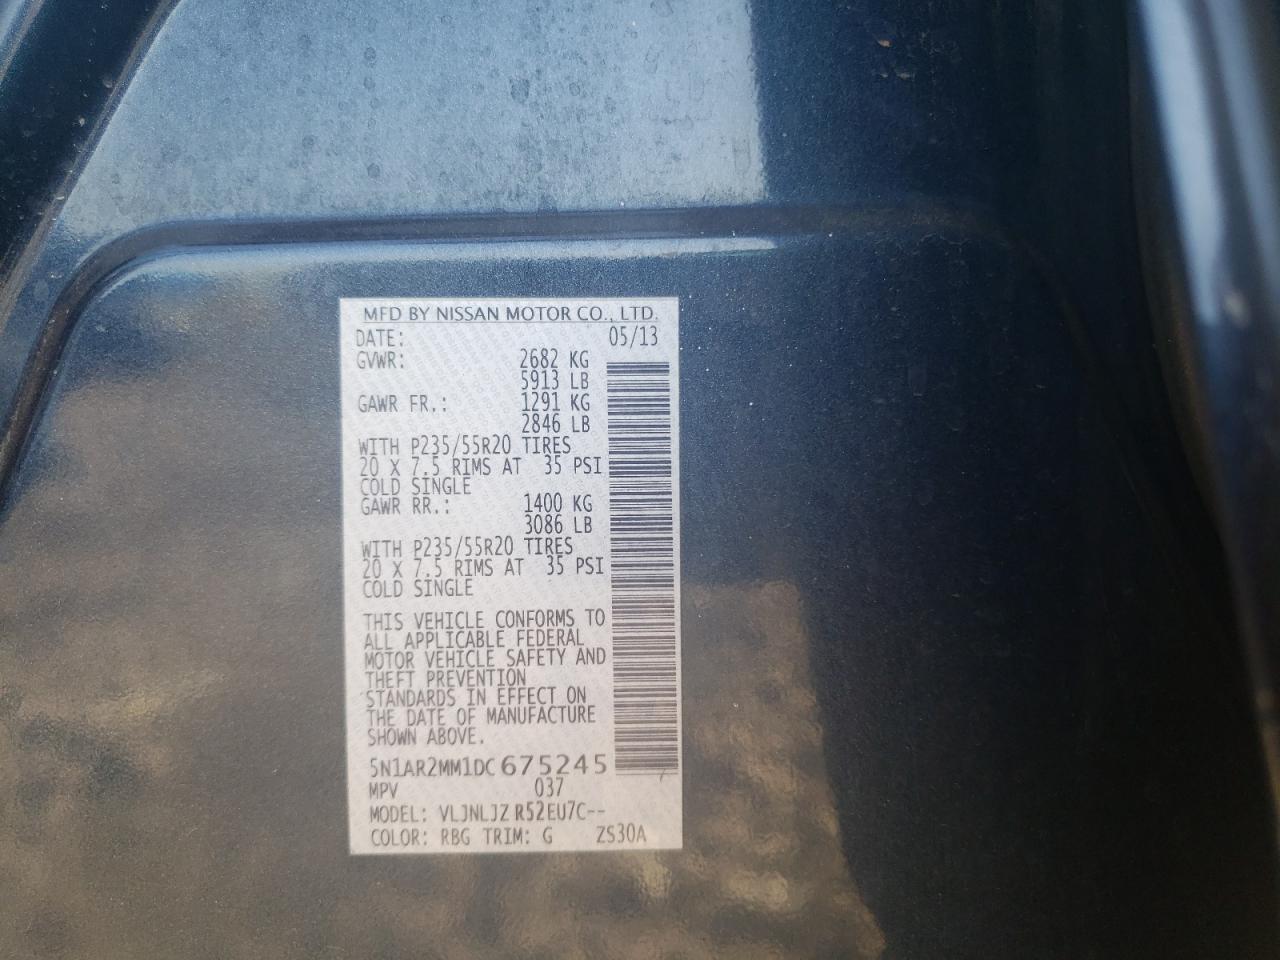 MFD BY NISSAN MOTOR CO., LTD.
DATE: 05/13
GVWR: 2682 KG
5913 LB
GAWR FR.: 1291 KG
2846 LB
WITH P235/55R20 TIRES
20 X 7.5 RIMS AT 35 PSI
COLD SINGLE
GAWR RR.: 1400 KG
3086 LB
WITH P235/55R20 TIRES
20 X 7.5 RIMS AT 35 PSI
COLD SINGLE
THIS VEHICLE CONFORMS TO
ALL APPLICABLE FEDERAL
MOTOR VEHICLE SAFETY AND
THEFT PREVENTION
STANDARDS IN EFFECT ON
THE DATE OF MANUFACTURE
SHOWN ABOVE.
5N1AR2MM1DC 675245
MPV 037
MODEL: VLJNLJZ R52EU7C--
COLOR: RBG TRIM: G ZS30A